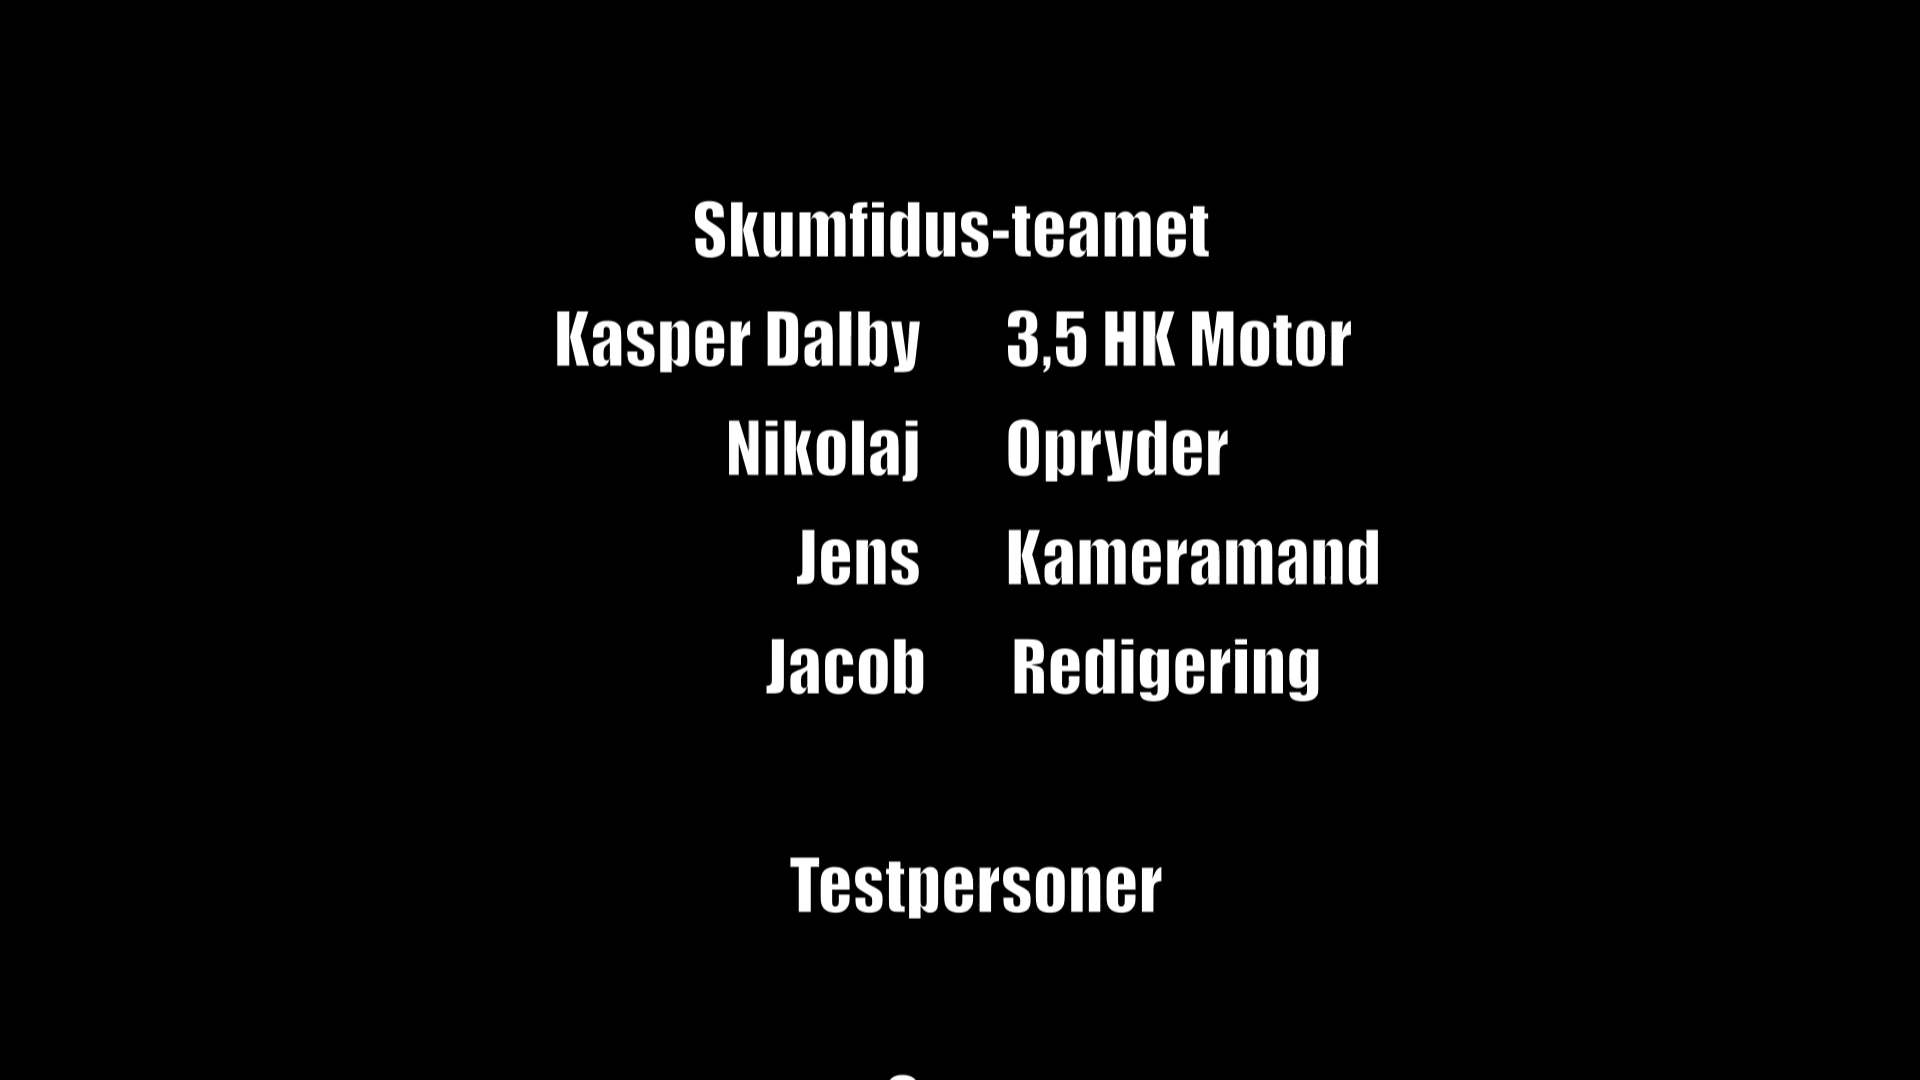 Skumfidus-teamet
Kasper Dalby 3,5 HK Motor
Nikolaj Opryder
Jens Kameramand
Jacob Redigering
Testpersoner